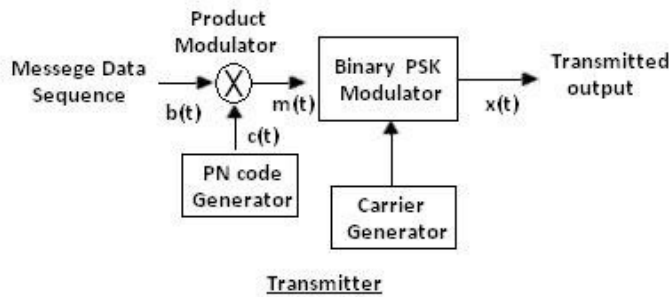 Product
Modulator
Messege Data
Sequence
b(t)
X
m(t)
c(t)
PN code
Generator
Binary PSK
Modulator
x(t)
Transmitted
output
Carrier
Generator
Transmitter